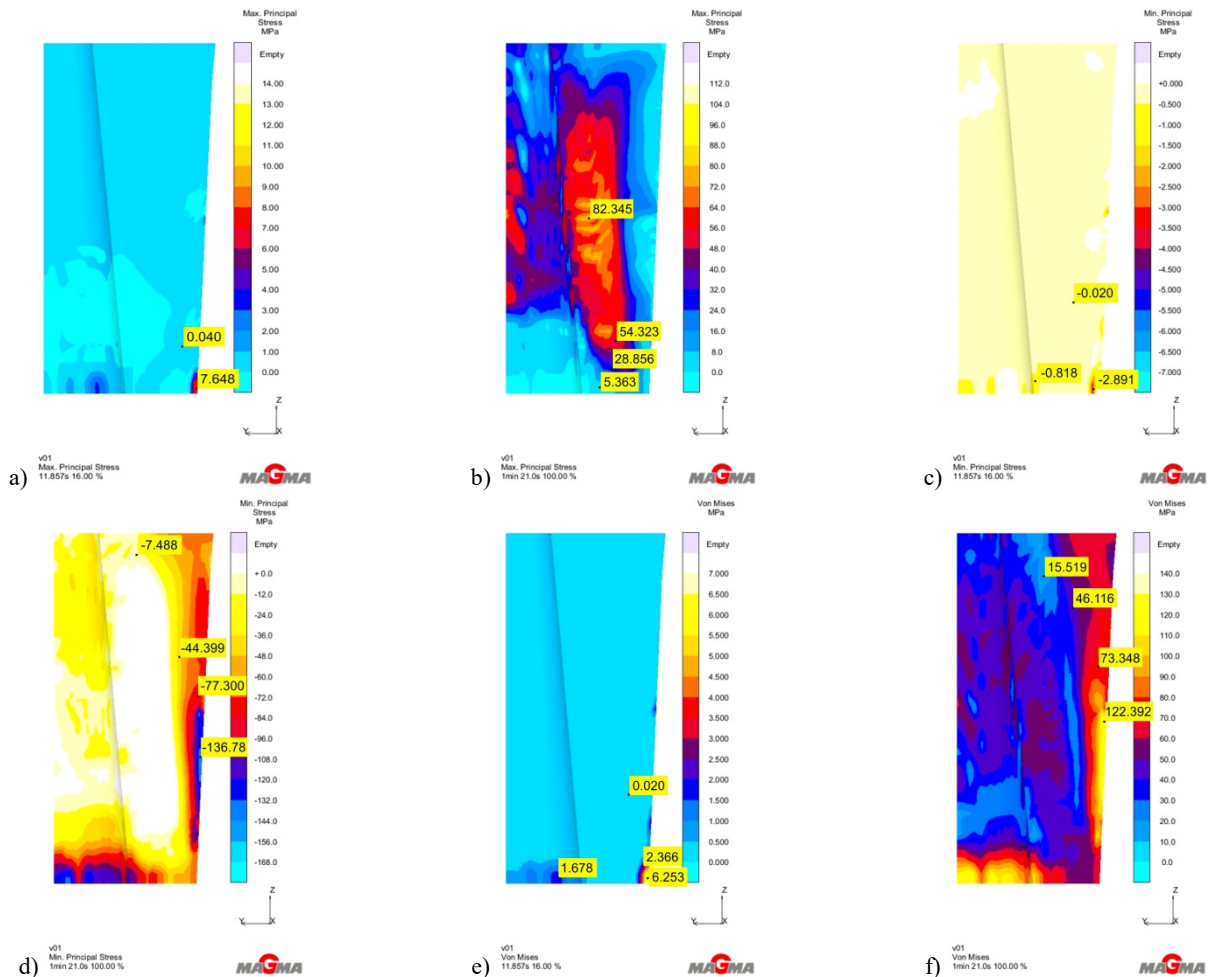 Max. Principal
Stress
MPa
Empty
14.00
13.00
12.00
11.00
10.00
9.00
8.00
7.00
6.00
5.00
4.00
3.00
2.00
1.00
0.00
0.040
7.648
Z
Y
X
v01
Max. Principal Stress
11.857s 16.00 %
MAGMA
a)
Max. Principal
Stress
MPa
Empty
112.0
104.0
96.0
88.0
80.0
72.0
64.0
56.0
48.0
40.0
32.0
24.0
16.0
8.0
0.0
82.345
54.323
28.856
5.363
Z
Y
X
v01
Max. Principal Stress
1min 21.0s 100.00 %
MAGMA
b)
Min. Principal
Stress
MPa
Empty
+0.000
-0.500
-1.000
-1.500
-2.000
-2.500
-3.000
-3.500
-4.000
-4.500
-5.000
-5.500
-6.000
-6.500
-7.000
-0.020
-0.818
-2.891
Z
Y
X
v01
Min. Principal Stress
11.857s 16.00 %
MAGMA
c)
Min. Principal
Stress
MPa
Empty
+ 0.0
-12.0
-24.0
-36.0
-48.0
-60.0
-72.0
-84.0
-96.0
-108.0
-120.0
-132.0
-144.0
-156.0
-168.0
-7.488
-44.399
-77.300
-136.78
Z
Y
X
v01
Min. Principal Stress
1min 21.0s 100.00 %
MAGMA
d)
Von Mises
MPa
Empty
7.000
6.500
6.000
5.500
5.000
4.500
4.000
3.500
3.000
2.500
2.000
1.500
1.000
0.500
0.000
0.020
2.366
1.678
6.253
Z
Y
X
v01
Von Mises
11.857s 16.00 %
MAGMA
e)
Von Mises
MPa
Empty
140.0
130.0
120.0
110.0
100.0
90.0
80.0
70.0
60.0
50.0
40.0
30.0
20.0
10.0
0.0
15.519
46.116
73.348
122.392
Z
Y
X
v01
Von Mises
1min 21.0s 100.00 %
MAGMA
f)